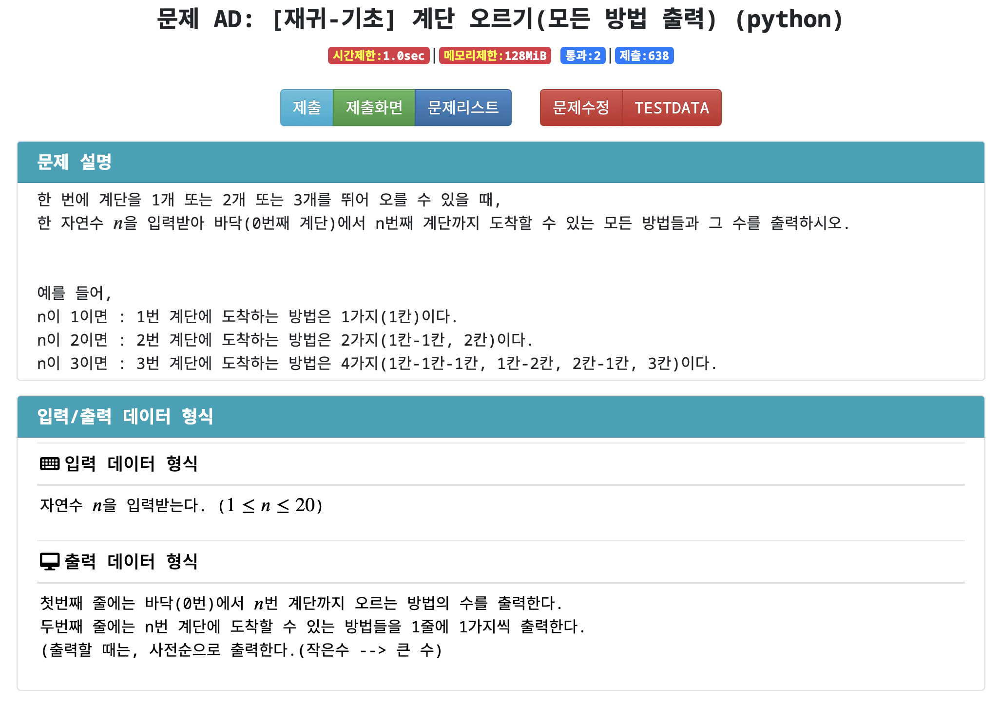 문제 AD: [재귀-기초] 계단 오르기(모든 방법 출력) (python)
시간제한:1.0sec | 메모리제한:128MiB 통과:2 | 제출:638
제출 제출화면 문제리스트 문제수정 TESTDATA
문제 설명
한 번에 계단을 1개 또는 2개 또는 3개를 뛰어 오를 수 있을 때,
한 자연수 n을 입력받아 바닥(0번째 계단)에서 n번째 계단까지 도착할 수 있는 모든 방법들과 그 수를 출력하시오.
예를 들어,
n이 1이면 : 1번 계단에 도착하는 방법은 1가지(1칸)이다.
n이 2이면 : 2번 계단에 도착하는 방법은 2가지(1칸-1칸, 2칸)이다.
n이 3이면 : 3번 계단에 도착하는 방법은 4가지(1칸-1칸-1칸, 1칸-2칸, 2칸-1칸, 3칸)이다.
입력/출력 데이터 형식
입력 데이터 형식
자연수 n을 입력받는다. (1 ≤ n ≤ 20)
출력 데이터 형식
첫번째 줄에는 바닥(0번)에서 n번 계단까지 오르는 방법의 수를 출력한다.
두번째 줄에는 n번 계단에 도착할 수 있는 방법들을 1줄에 1가지씩 출력한다.
(출력할 때는, 사전순으로 출력한다.(작은수 --> 큰 수)